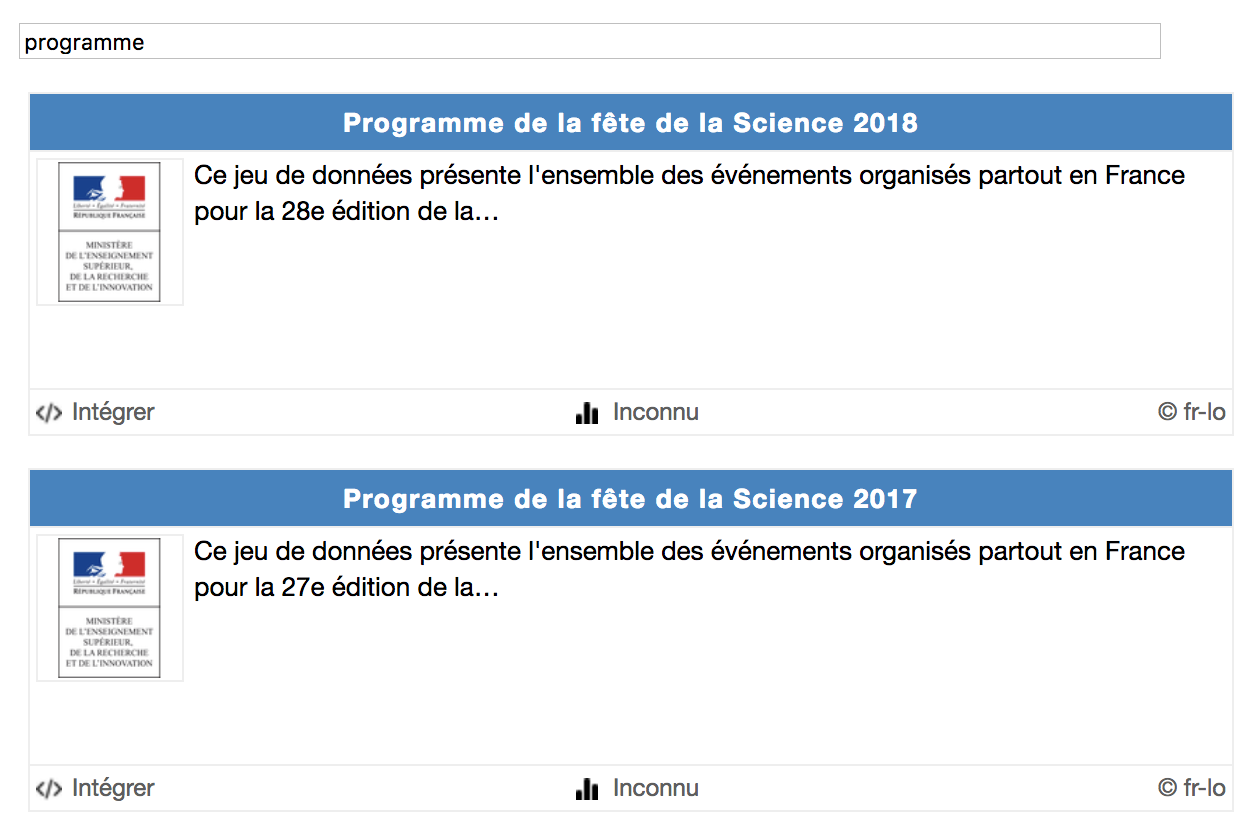 programme
Programme de la fête de la Science 2018
Ce jeu de données présente l'ensemble des événements organisés partout en France
pour la 28e édition de la…
Liberté • Égalité • Fraternité
RÉPUBLIQUE FRANÇAISE
MINISTÈRE
DE L'ENSEIGNEMENT
SUPÉRIEUR,
DE LA RECHERCHE
ET DE L'INNOVATION
</> Intégrer
Inconnu
© fr-lo
Programme de la fête de la Science 2017
Ce jeu de données présente l'ensemble des événements organisés partout en France
pour la 27e édition de la…
Liberté • Égalité • Fraternité
RÉPUBLIQUE FRANÇAISE
MINISTÈRE
DE L'ENSEIGNEMENT
SUPÉRIEUR,
DE LA RECHERCHE
ET DE L'INNOVATION
</> Intégrer
Inconnu
© fr-lo